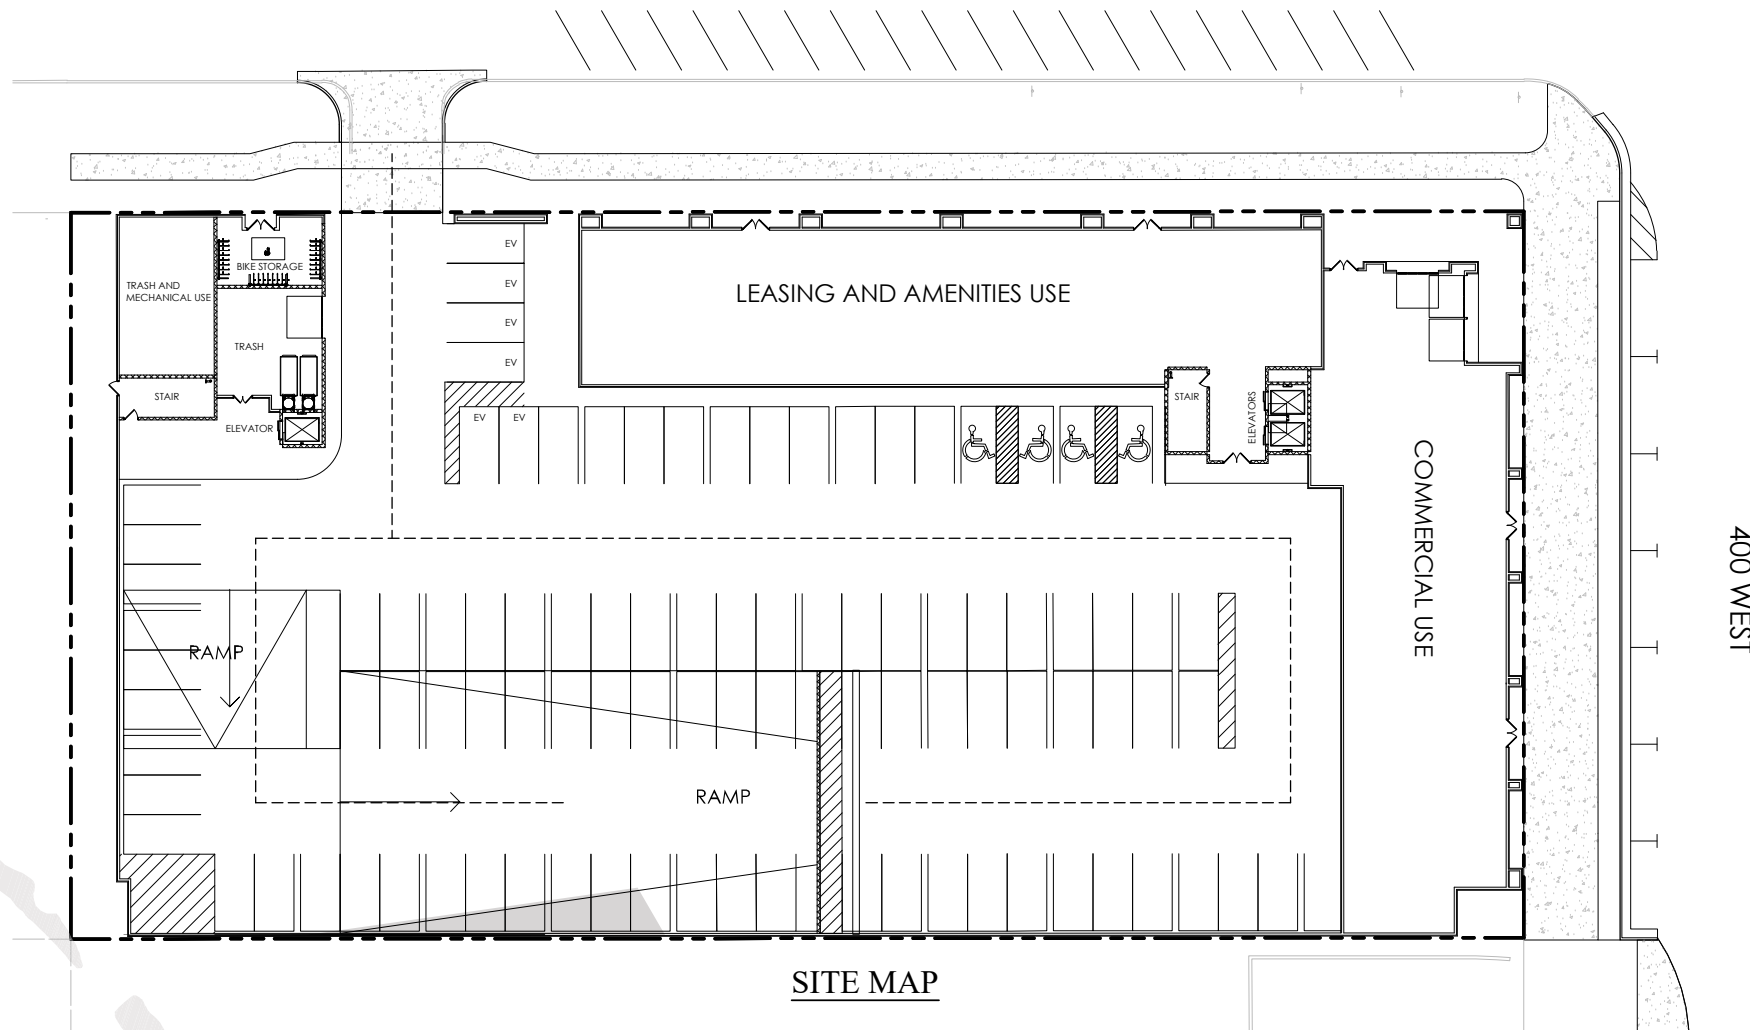 EV
EV
EV
EV
BIKE STORAGE
TRASH AND
MECHANICAL USE
LEASING AND AMENITIES USE
TRASH
STAIR
STAIR
ELEVATORS
EV
EV
ELEVATOR
COMMERCIAL USE
400 WEST
RAMP
RAMP
SITE MAP